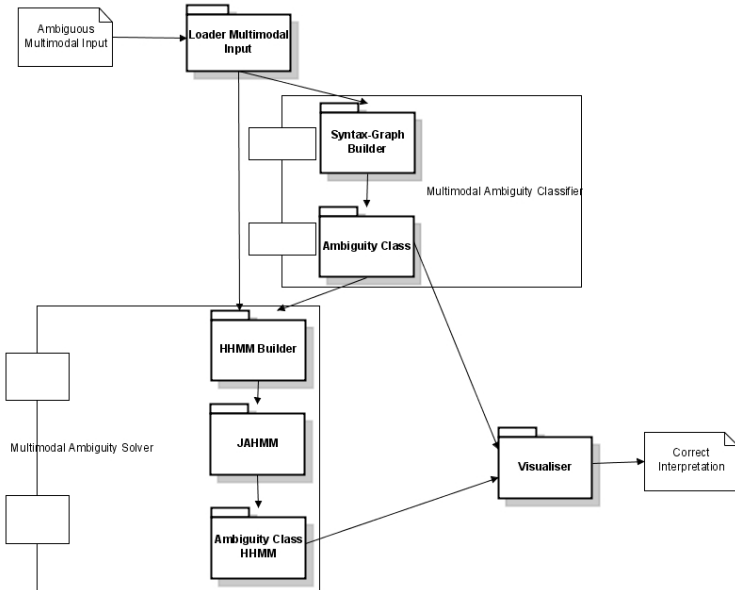 Ambiguous
Multimodal Input
Loader Multimodal
Input
Syntax-Graph
Builder
Multimodal Ambiguity Classifier
Ambiguity Class
HHMM Builder
JAHMM
Multimodal Ambiguity Solver
Visualiser
Correct
Interpretation
Ambiguity Class
HHMM